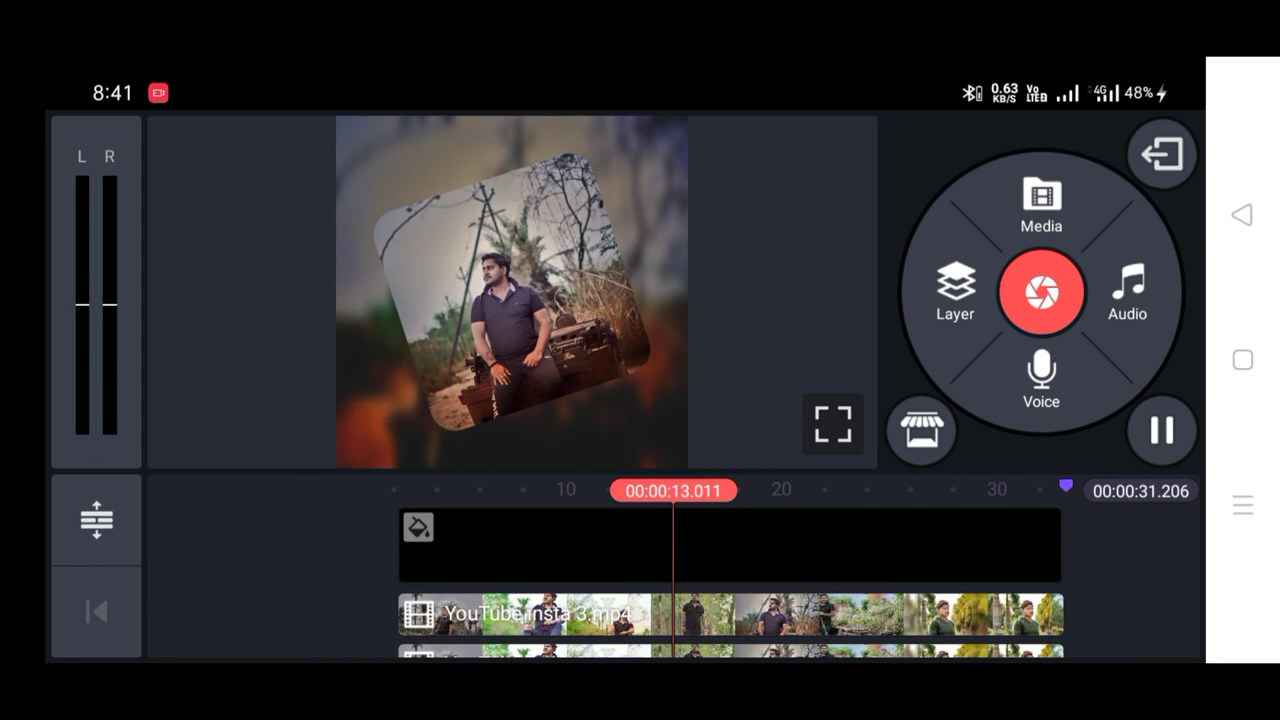 8:41
0.63 KB/S Vo LTE2 4G 48%
L R
Media
Layer
Audio
Voice
10 00:00:13.011 20 30 00:00:31.206
YouTube insta 3.mp4